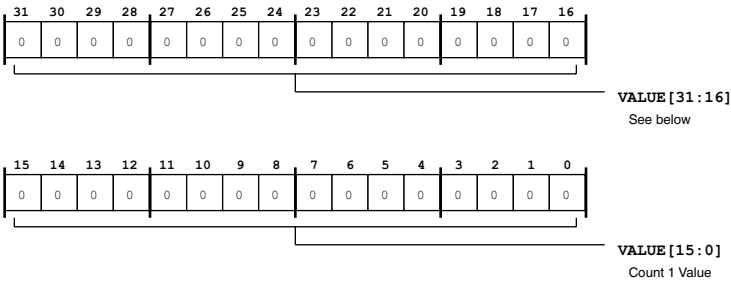 31 30 29 28 27 26 25 24 23 22 21 20 19 18 17 16
0 0 0 0 0 0 0 0 0 0 0 0 0 0 0 0
VALUE[31:16]
See below
15 14 13 12 11 10 9 8 7 6 5 4 3 2 1 0
0 0 0 0 0 0 0 0 0 0 0 0 0 0 0 0
VALUE[15:0]
Count 1 Value